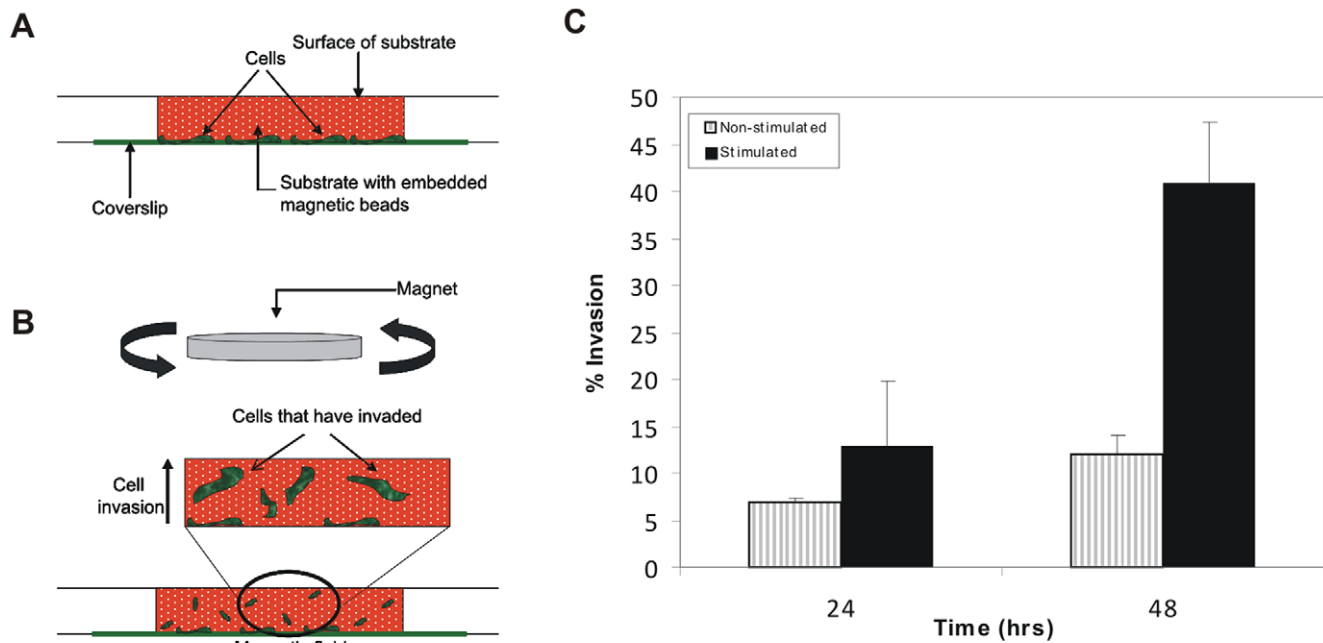 A
Surface of substrate
Cells
Substrate with embedded
magnetic beads
Coverslip
B
Magnet
Cells that have invaded
Cell
invasion
C
Non-stimulated
Stimulated
% Invasion
50
45
40
35
30
25
20
15
10
5
0
24
48
Time (hrs)